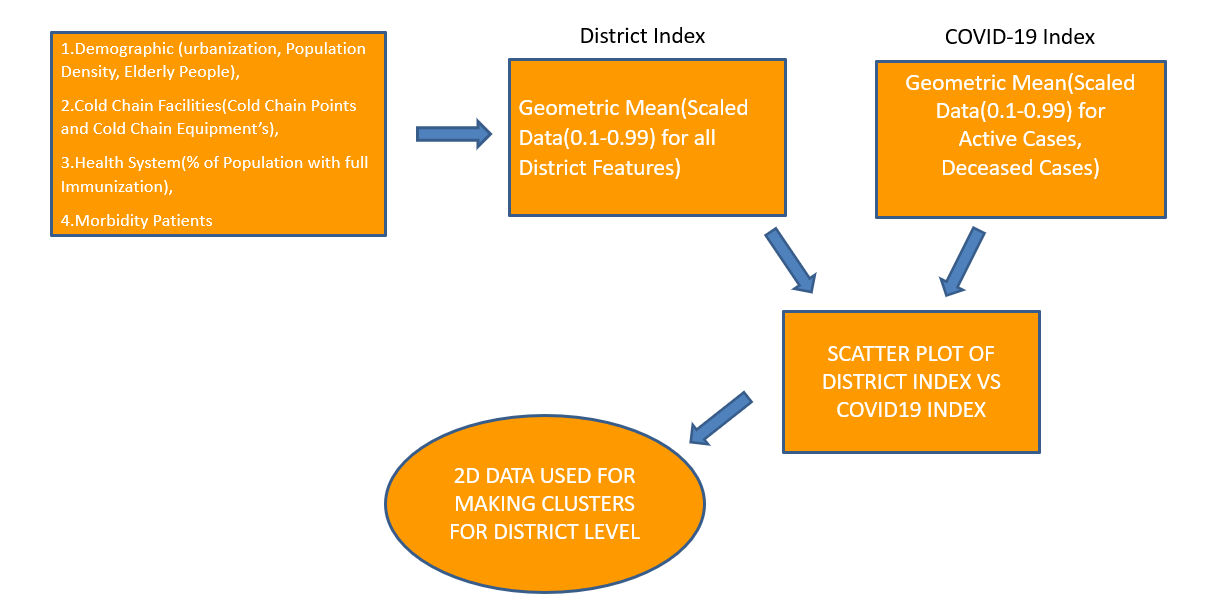 1.Demographic (urbanization, Population
Density, Elderly People),
2.Cold Chain Facilities(Cold Chain Points
and Cold Chain Equipment's),
3.Health System(% of Population with full
Immunization),
4.Morbidity Patients
District Index
Geometric Mean(Scaled
Data(0.1-0.99) for all
District Features)
COVID-19 Index
Geometric Mean(Scaled
Data(0.1-0.99) for
Active Cases,
Deceased Cases)
SCATTER PLOT OF
DISTRICT INDEX VS
COVID19 INDEX
2D DATA USED FOR
MAKING CLUSTERS
FOR DISTRICT LEVEL